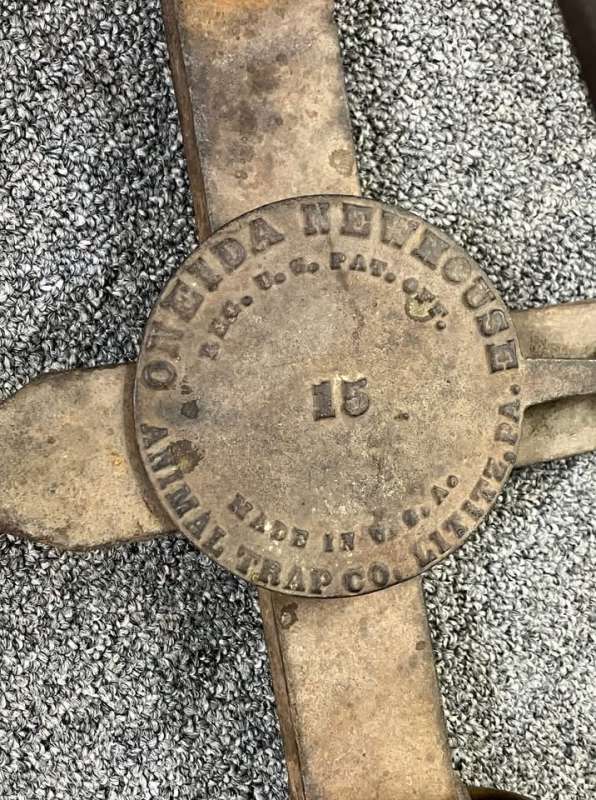 ONEIDA NEWHOUSE
REG. U.S. PAT. OFF.
15
MADE IN U.S.A.
ANIMAL TRAP CO. LITITZ, PA.